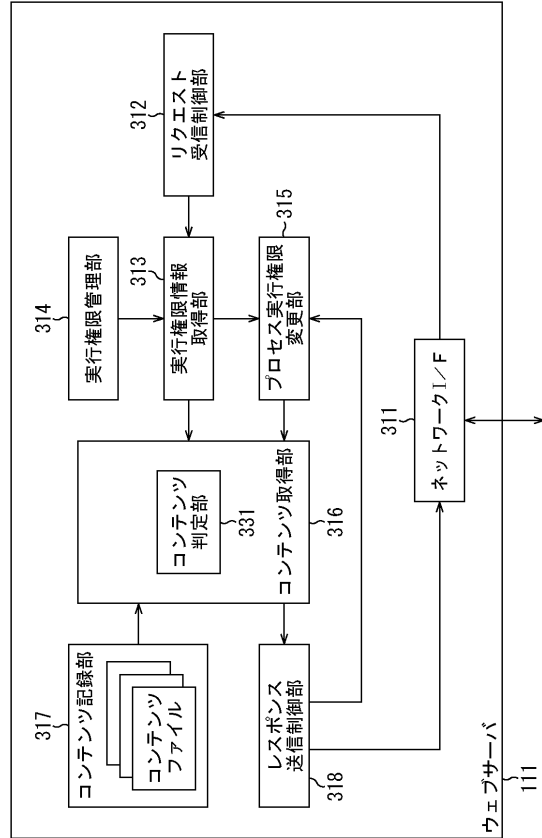 312
リクエスト
受信制御部
314
実行権限管理部
313
実行権限情報
取得部
315
プロセス実行権限
変更部
311
ネットワークI/F
コンテンツ
判定部
331
コンテンツ取得部
316
317
コンテンツ記録部
コンテンツ
ファイル
レスポンス
送信制御部
318
ウェブサーバ
111